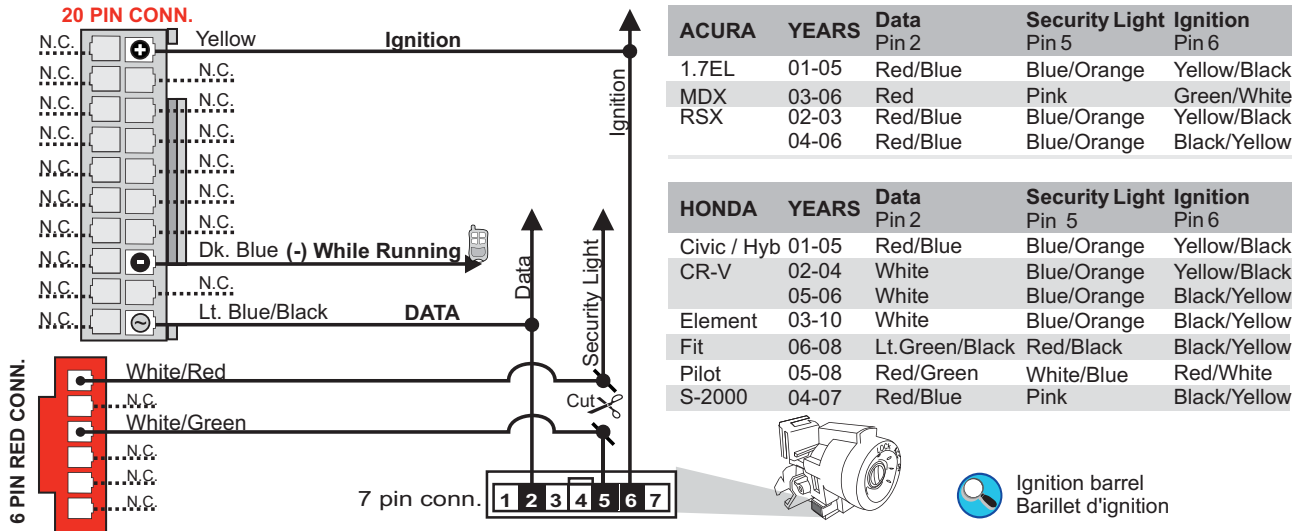 20 PIN CONN.
N.C. Yellow Ignition
N.C. N.C.
N.C. N.C.
N.C. N.C.
N.C. N.C.
N.C. N.C.
N.C. N.C.
N.C. Dk. Blue (-) While Running
N.C. N.C.
N.C. Lt. Blue/Black DATA
Ignition
Data
Security Light
6 PIN RED CONN.
White/Red
N.C.
Cut
White/Green
N.C.
N.C.
N.C.
7 pin conn. 1 2 3 4 5 6 7
ACURA YEARS Data Pin 2 Security Light Pin 5 Ignition Pin 6
1.7EL 01-05 Red/Blue Blue/Orange Yellow/Black
MDX 03-06 Red Pink Green/White
RSX 02-03 Red/Blue Blue/Orange Yellow/Black
04-06 Red/Blue Blue/Orange Black/Yellow
HONDA YEARS Data Pin 2 Security Light Pin 5 Ignition Pin 6
Civic / Hyb 01-05 Red/Blue Blue/Orange Yellow/Black
CR-V 02-04 White Blue/Orange Yellow/Black
05-06 White Blue/Orange Black/Yellow
Element 03-10 White Blue/Orange Black/Yellow
Fit 06-08 Lt.Green/Black Red/Black Black/Yellow
Pilot 05-08 Red/Green White/Blue Red/White
S-2000 04-07 Red/Blue Pink Black/Yellow
LOCK
Ignition barrel
Barillet d'ignition